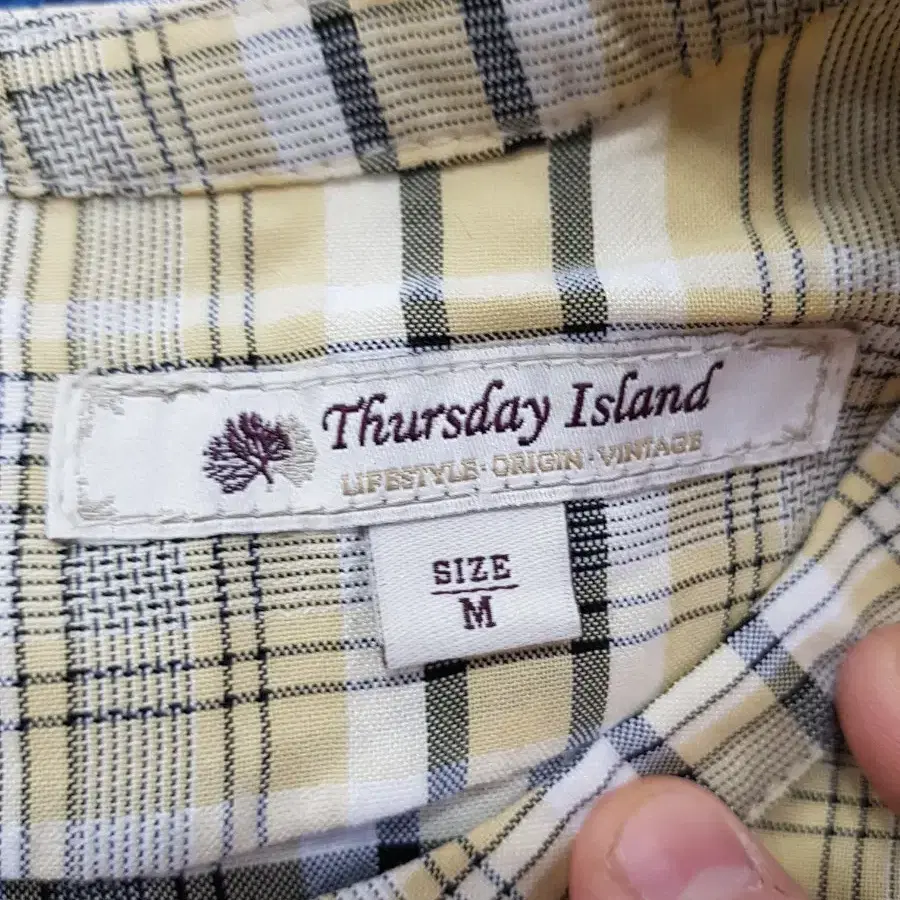 Thursday Island
LIFESTYLE · ORIGIN · VINTAGE
SIZE
M